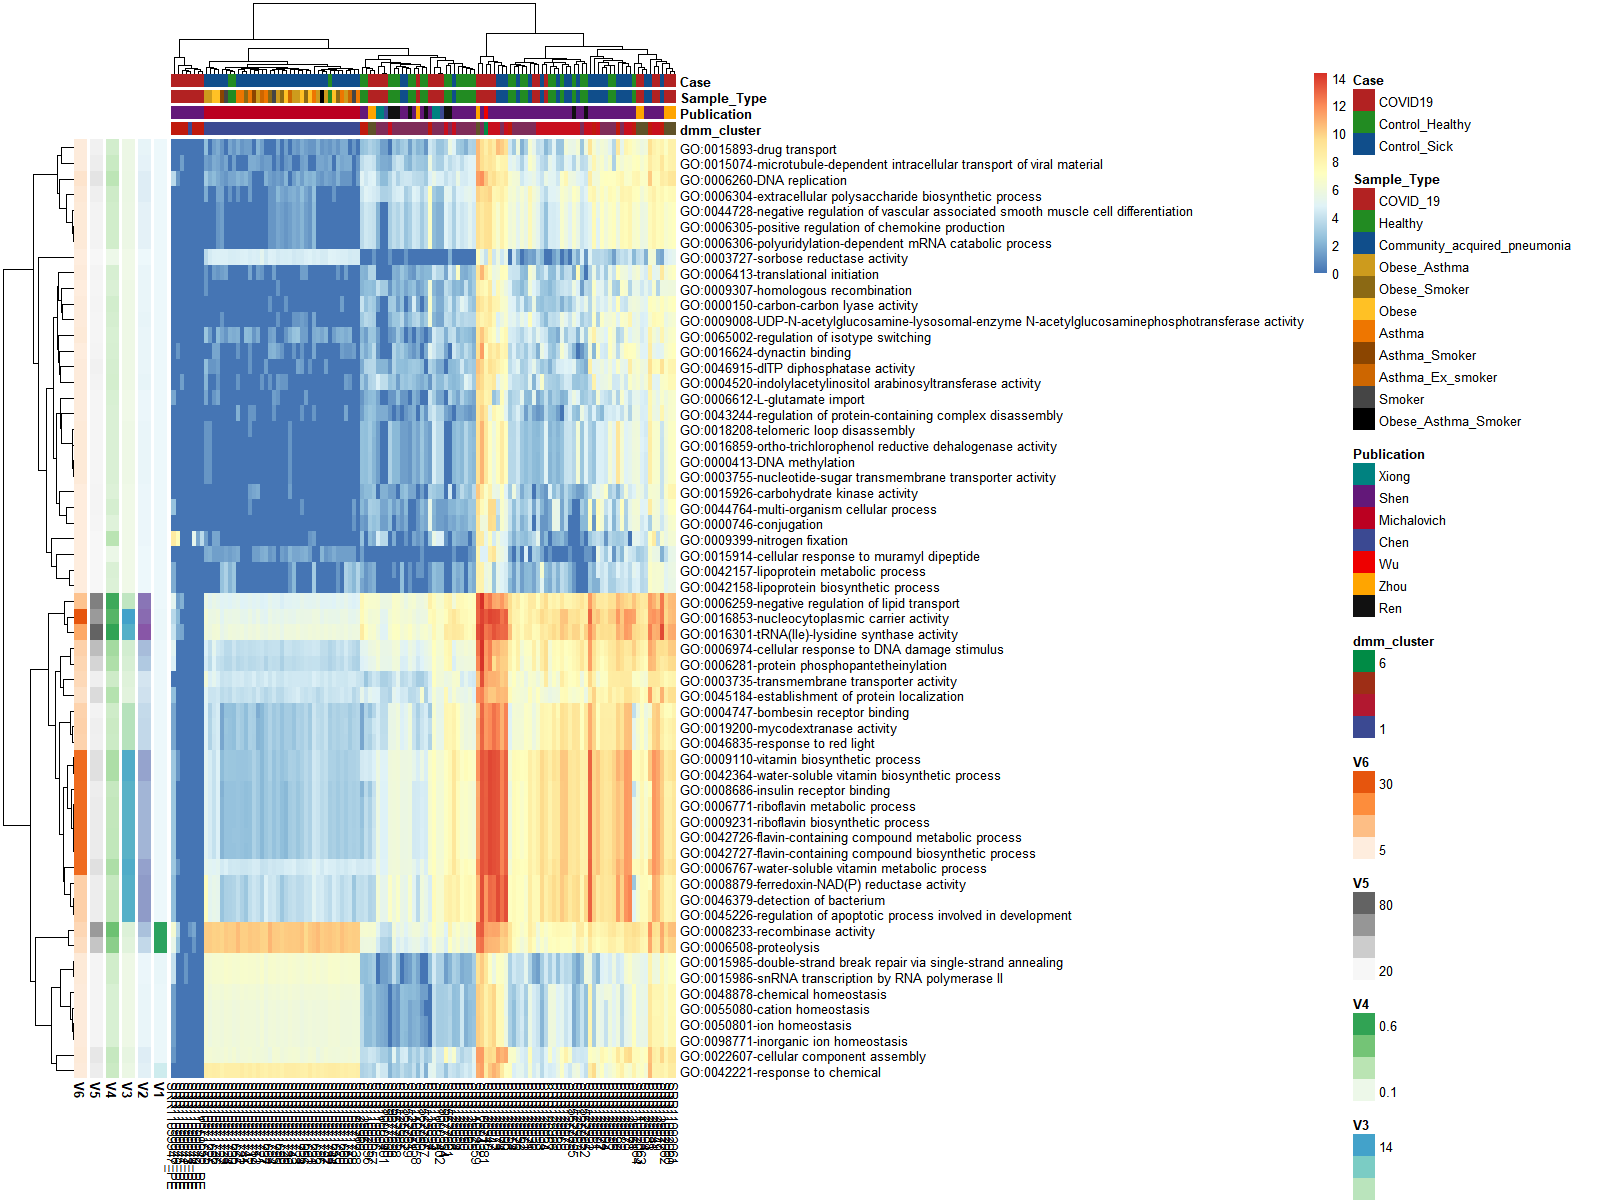 Case
Sample_Type
Publication
dmm_cluster
GO:0015893-drug transport
GO:0015074-microtubule-dependent intracellular transport of viral material
GO:0006260-DNA replication
GO:0006304-extracellular polysaccharide biosynthetic process
GO:0044728-negative regulation of vascular associated smooth muscle cell differentiation
GO:0006305-positive regulation of chemokine production
GO:0006306-polyuridylation-dependent mRNA catabolic process
GO:0003727-sorbose reductase activity
GO:0006413-translational initiation
GO:0009307-homologous recombination
GO:0000150-carbon-carbon lyase activity
GO:0009008-UDP-N-acetylglucosamine-lysosomal-enzyme N-acetylglucosaminephosphotransferase activity
GO:0065002-regulation of isotype switching
GO:0016624-dynactin binding
GO:0046915-dITP diphosphatase activity
GO:0004520-indolylacetylinositol arabinosyltransferase activity
GO:0006612-L-glutamate import
GO:0043244-regulation of protein-containing complex disassembly
GO:0018208-telomeric loop disassembly
GO:0016859-ortho-trichlorophenol reductive dehalogenase activity
GO:0000413-DNA methylation
GO:0003755-nucleotide-sugar transmembrane transporter activity
GO:0015926-carbohydrate kinase activity
GO:0044764-multi-organism cellular process
GO:0000746-conjugation
GO:0009399-nitrogen fixation
GO:0015914-cellular response to muramyl dipeptide
GO:0042157-lipoprotein metabolic process
GO:0042158-lipoprotein biosynthetic process
GO:0006259-negative regulation of lipid transport
GO:0016853-nucleocytoplasmic carrier activity
GO:0016301-tRNA(Ile)-lysidine synthase activity
GO:0006974-cellular response to DNA damage stimulus
GO:0006281-protein phosphopantetheinylation
GO:0003735-transmembrane transporter activity
GO:0045184-establishment of protein localization
GO:0004747-bombesin receptor binding
GO:0019200-mycodextranase activity
GO:0046835-response to red light
GO:0009110-vitamin biosynthetic process
GO:0042364-water-soluble vitamin biosynthetic process
GO:0008686-insulin receptor binding
GO:0006771-riboflavin metabolic process
GO:0009231-riboflavin biosynthetic process
GO:0042726-flavin-containing compound metabolic process
GO:0042727-flavin-containing compound biosynthetic process
GO:0006767-water-soluble vitamin metabolic process
GO:0008879-ferredoxin-NAD(P) reductase activity
GO:0046379-detection of bacterium
GO:0045226-regulation of apoptotic process involved in development
GO:0008233-recombinase activity
GO:0006508-proteolysis
GO:0015985-double-strand break repair via single-strand annealing
GO:0015986-snRNA transcription by RNA polymerase II
GO:0048878-chemical homeostasis
GO:0055080-cation homeostasis
GO:0050801-ion homeostasis
GO:0098771-inorganic ion homeostasis
GO:0022607-cellular component assembly
GO:0042221-response to chemical
V6
V5
V4
V3
V2
V1
14
12
10
8
6
4
2
0
Case
COVID19
Control_Healthy
Control_Sick
Sample_Type
COVID_19
Healthy
Community_acquired_pneumonia
Obese_Asthma
Obese_Smoker
Obese
Asthma
Asthma_Smoker
Asthma_Ex_smoker
Smoker
Obese_Asthma_Smoker
Publication
Xiong
Shen
Michalovich
Chen
Wu
Zhou
Ren
dmm_cluster
6
1
V6
30
5
V5
80
20
V4
0.6
0.1
V3
14